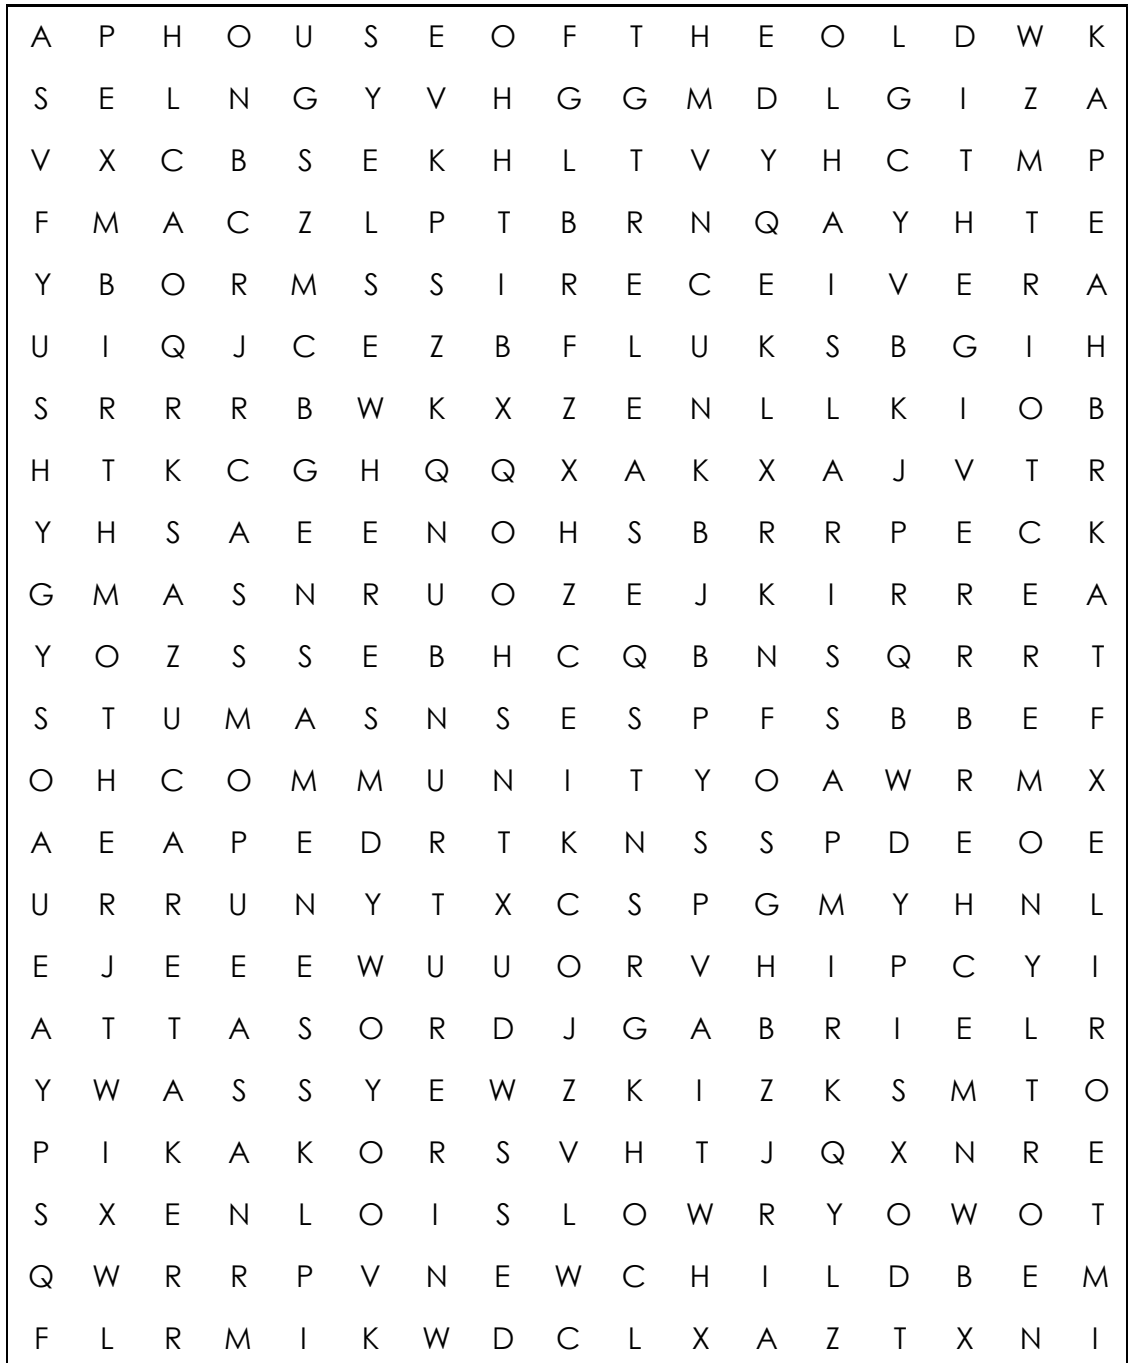 A P H O U S E O F T H E O L D W K
S E L N G Y V H G G M D L G I Z A
V X C B S E K H L T V Y H C T M P
F M A C Z L P T B R N Q A Y H T E
Y B O R M S S I R E C E I V E R A
U I Q J C E Z B F L U K S B G I H
S R R R B W K X Z E N L L K I O B
H T K C G H Q Q X A K X A J V T R
Y H S A E E N O H S B R R P E C K
G M A S N R U O Z E J K I R R E A
Y O Z S S E B H C Q B N S Q R R T
S T U M A S N S E S P F S B B E F
O H C O M M U N I T Y O A W R M X
A E A P E D R T K N S S P D E O E
U R R U N Y T X C S P G M Y H N L
E J E E E W U U O R V H I P C Y I
A T T A S O R D J G A B R I E L R
Y W A S S Y E W Z K I Z K S M T O
P I K A K O R S V H T J Q X N R E
S X E N L O I S L O W R Y O W O T
Q W R R P V N E W C H I L D B E M
F L R M I K W D C L X A Z T X N I